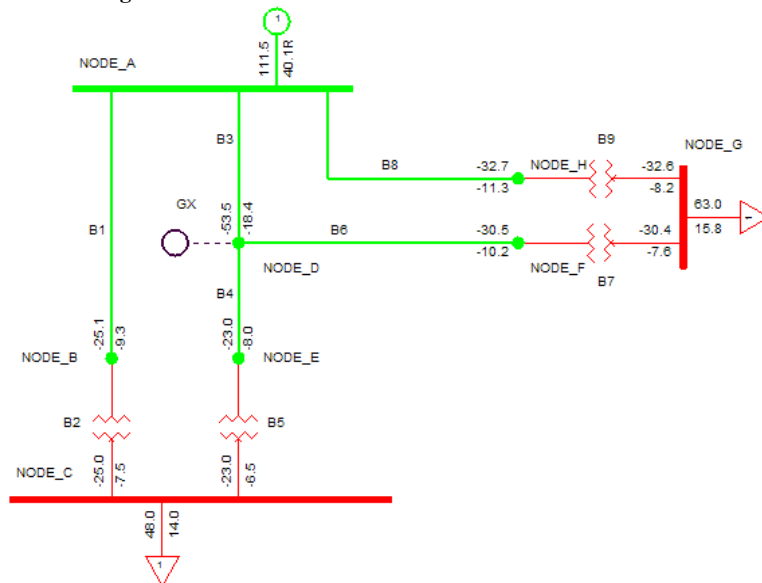 1
111.5
40.1R
NODE_A
B3
B9
NODE_G
B8
-32.7
NODE_H
-32.6
-11.3
-8.2
GX
63.0
15.8
1
-53.5
-18.4
B1
B6
-30.5
-30.4
-10.2
-7.6
NODE_D
NODE_F
B7
B4
-25.1
-9.3
-23.0
-8.0
NODE_B
NODE_E
B2
B5
NODE_C
-25.0
-7.5
-23.0
-6.5
48.0
14.0
1